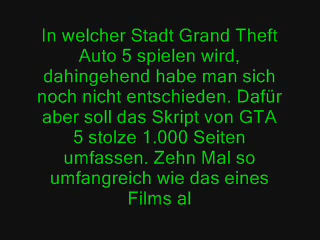 In welcher Stadt Grand Theft
Auto 5 spielen wird,
dahingehend habe man sich
noch nicht entschieden. Dafür
aber soll das Skript von GTA
5 stolze 1.000 Seiten
umfassen. Zehn Mal so
umfangreich wie das eines
Films al